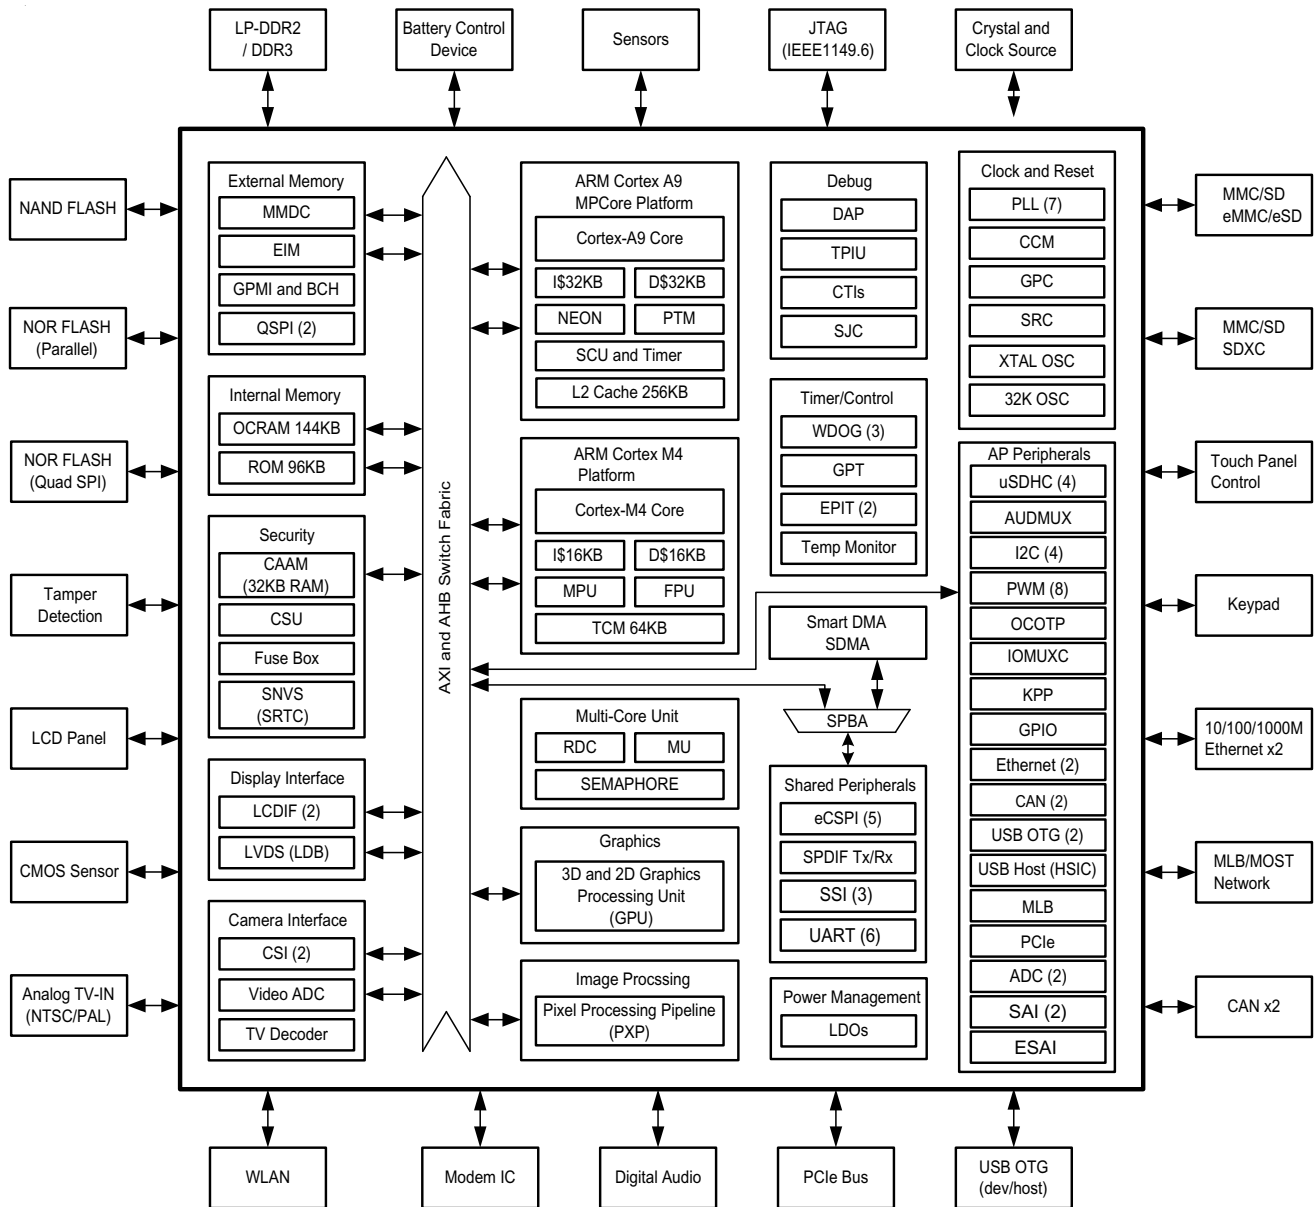 LP-DDR2
/ DDR3
Battery Control
Device
Sensors
JTAG
(IEEE1149.6)
Crystal and
Clock Source
NAND FLASH
NOR FLASH
(Parallel)
NOR FLASH
(Quad SPI)
Tamper
Detection
LCD Panel
CMOS Sensor
Analog TV-IN
(NTSC/PAL)
External Memory
MMDC
EIM
GPMI and BCH
QSPI (2)
Internal Memory
OCRAM 144KB
ROM 96KB
Security
CAAM
(32KB RAM)
CSU
Fuse Box
SNVS
(SRTC)
Display Interface
LCDIF (2)
LVDS (LDB)
Camera Interface
CSI (2)
Video ADC
TV Decoder
AXI and AHB Switch Fabric
ARM Cortex A9
MPCore Platform
Cortex-A9 Core
I$32KB
D$32KB
NEON
PTM
SCU and Timer
L2 Cache 256KB
ARM Cortex M4
Platform
Cortex-M4 Core
I$16KB
D$16KB
MPU
FPU
TCM 64KB
Multi-Core Unit
RDC
MU
SEMAPHORE
Graphics
3D and 2D Graphics
Processing Unit
(GPU)
Image Procssing
Pixel Processing Pipeline
(PXP)
Debug
DAP
TPIU
CTIs
SJC
Timer/Control
WDOG (3)
GPT
EPIT (2)
Temp Monitor
Smart DMA
SDMA
SPBA
Shared Peripherals
eCSPI (5)
SPDIF Tx/Rx
SSI (3)
UART (6)
Power Management
LDOs
Clock and Reset
PLL (7)
CCM
GPC
SRC
XTAL OSC
32K OSC
AP Peripherals
uSDHC (4)
AUDMUX
I2C (4)
PWM (8)
OCOTP
IOMUXC
KPP
GPIO
Ethernet (2)
CAN (2)
USB OTG (2)
USB Host (HSIC)
MLB
PCIe
ADC (2)
SAI (2)
ESAI
MMC/SD
eMMC/eSD
MMC/SD
SDXC
Touch Panel
Control
Keypad
10/100/1000M
Ethernet x2
MLB/MOST
Network
CAN x2
WLAN
Modem IC
Digital Audio
PCIe Bus
USB OTG
(dev/host)